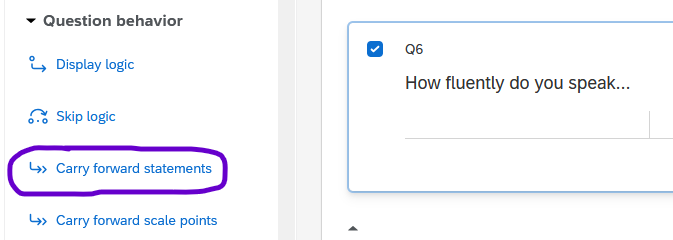 Question behavior
Display logic
Skip logic
Carry forward statements
Carry forward scale points
Q6
How fluently do you speak...